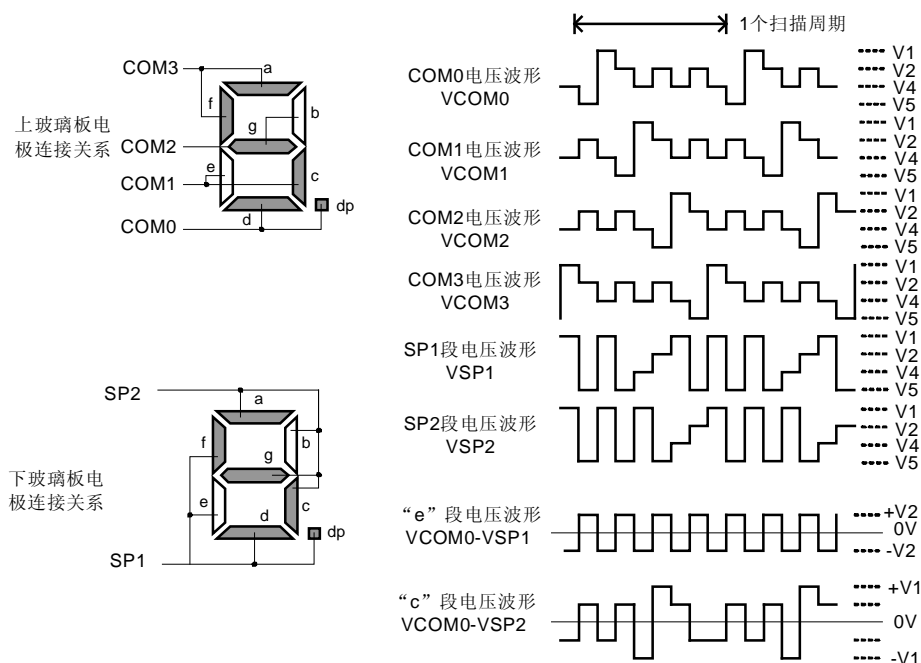 1个扫描周期
COM3
a
f
b
g
上玻璃板电
极连接关系
COM2
e
COM1
c
COM0
d
dp
COM0电压波形
VCOM0
V1
V2
V4
V5
COM1电压波形
VCOM1
V1
V2
V4
V5
COM2电压波形
VCOM2
V1
V2
V4
V5
COM3电压波形
VCOM3
V1
V2
V4
V5
SP1段电压波形
VSP1
V1
V2
V4
V5
SP2段电压波形
VSP2
V1
V2
V4
V5
SP2
a
f
b
g
下玻璃板电
极连接关系
e
d
c
dp
SP1
“e”段电压波形
VCOM0-VSP1
+V2
0V
-V2
“c”段电压波形
VCOM0-VSP2
+V1
0V
-V1